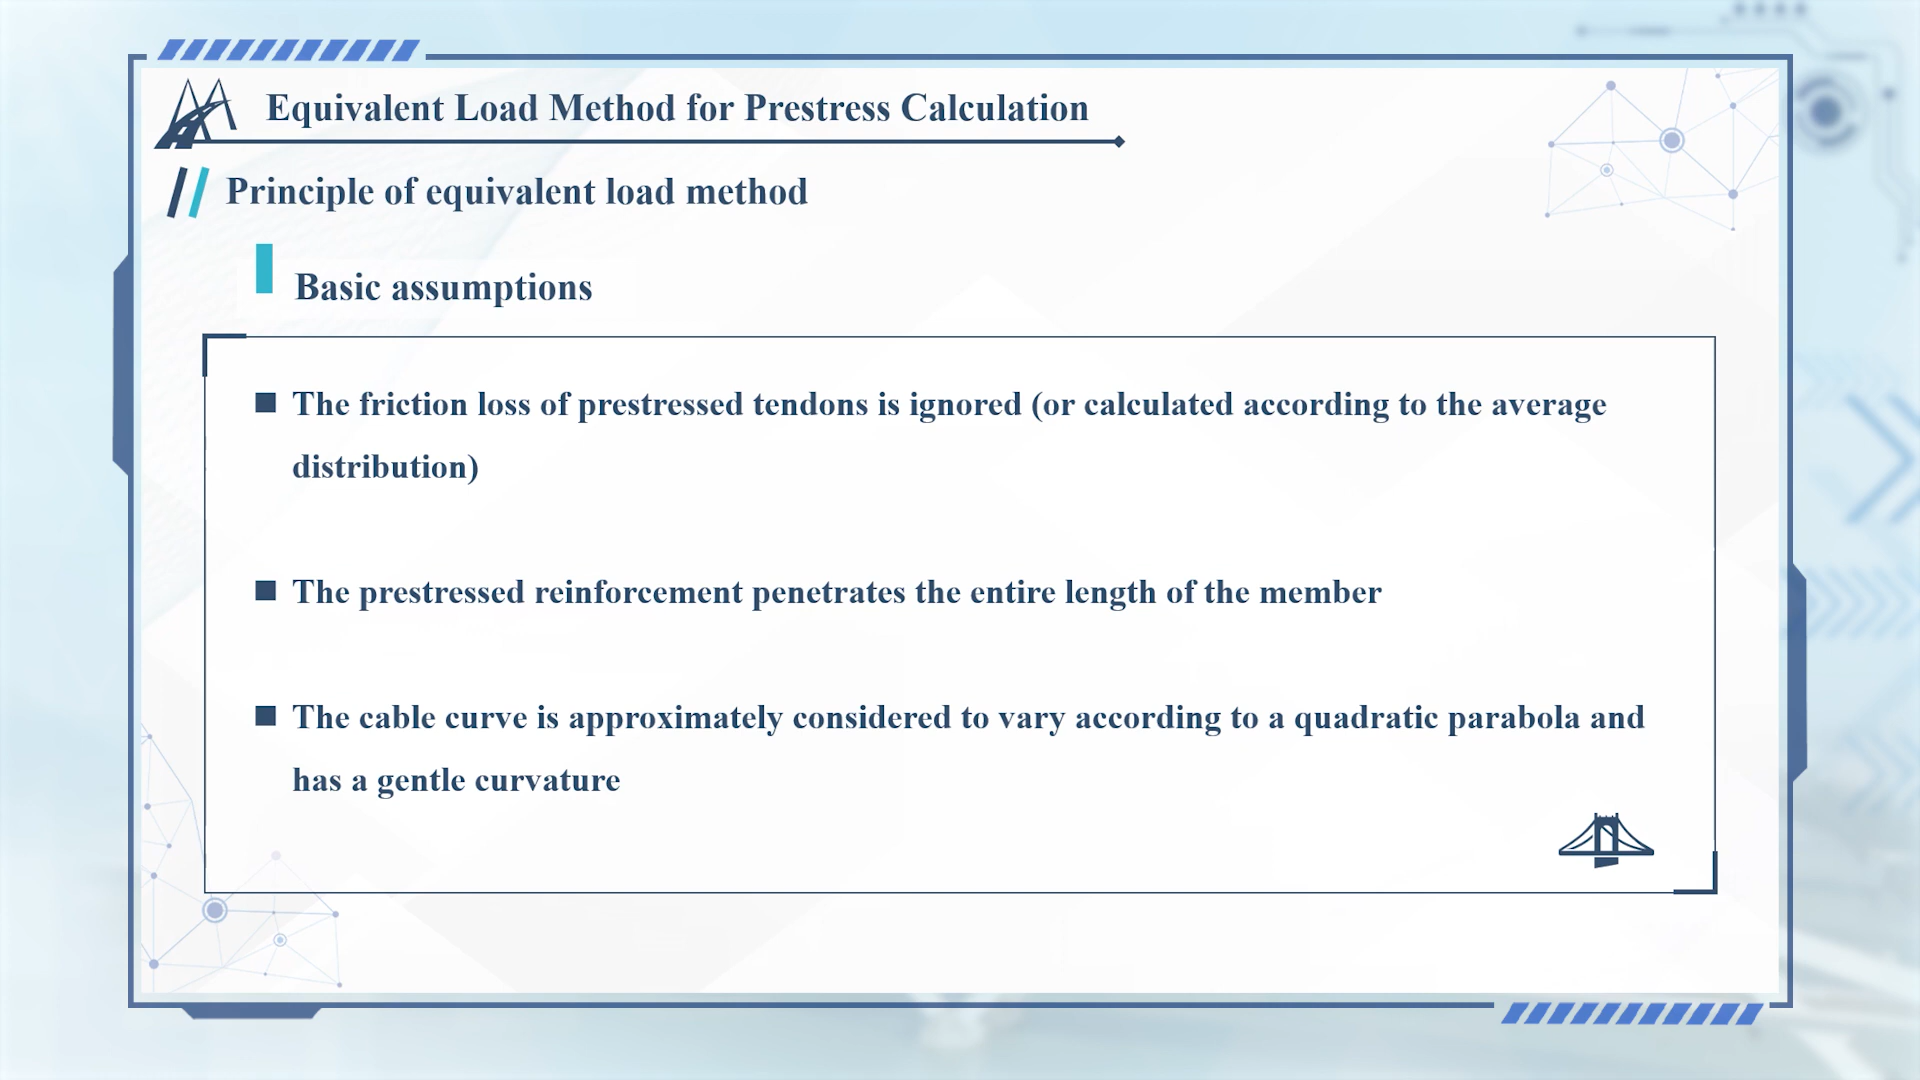 Equivalent Load Method for Prestress Calculation
Principle of equivalent load method
Basic assumptions
The friction loss of prestressed tendons is ignored (or calculated according to the average
distribution)
The prestressed reinforcement penetrates the entire length of the member
The cable curve is approximately considered to vary according to a quadratic parabola and
has a gentle curvature